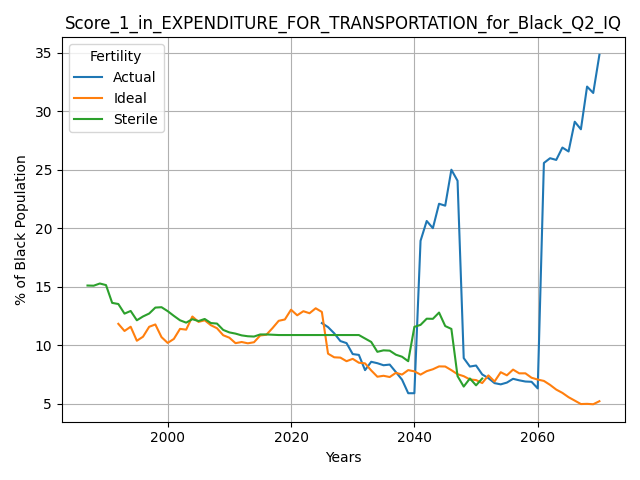 Score_1_in_EXPENDITURE_FOR_TRANSPORTATION_for_Black_Q2_IQ
Fertility
Actual
Ideal
Sterile
% of Black Population
35
30
25
20
15
10
5
2000 2020 2040 2060
Years